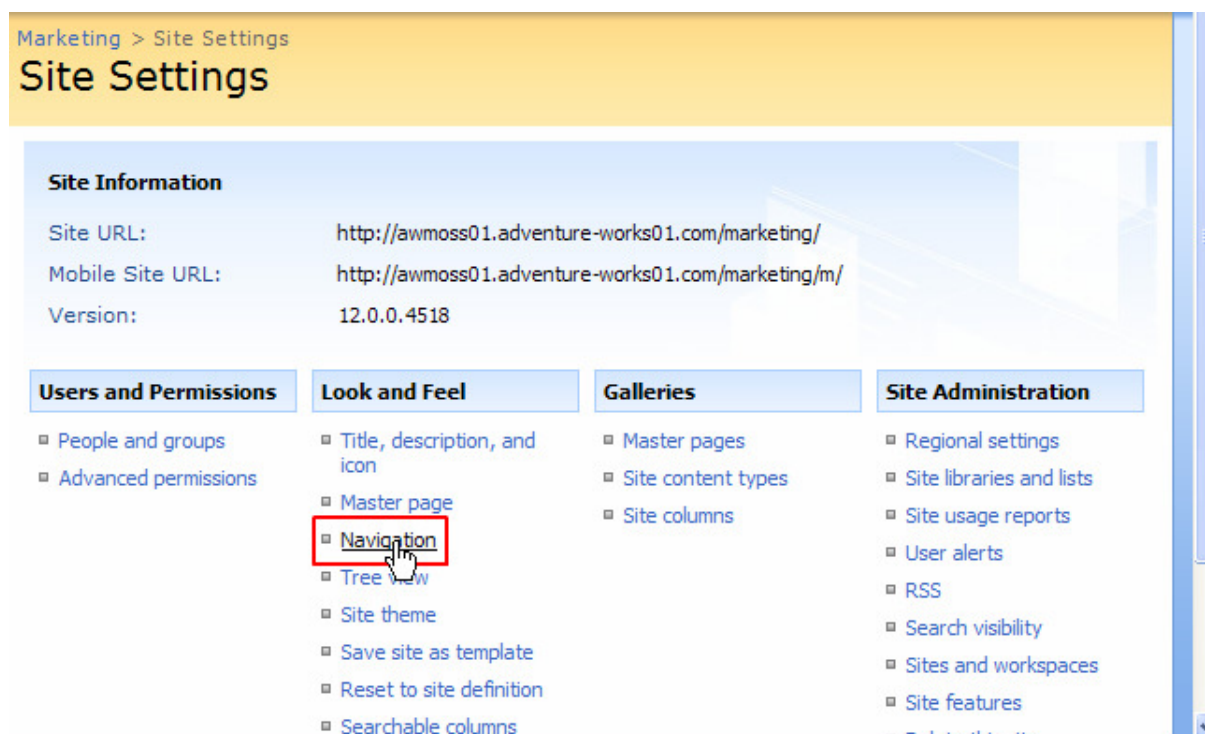 Marketing > Site Settings
Site Settings
Site Information
Site URL: http://awmoss01.adventure-works01.com/marketing/
Mobile Site URL: http://awmoss01.adventure-works01.com/marketing/m/
Version: 12.0.0.4518
Users and Permissions
People and groups
Advanced permissions
Look and Feel
Title, description, and
icon
Master page
Navigation
Tree view
Site theme
Save site as template
Reset to site definition
Searchable columns
Galleries
Master pages
Site content types
Site columns
Site Administration
Regional settings
Site libraries and lists
Site usage reports
User alerts
RSS
Search visibility
Sites and workspaces
Site features